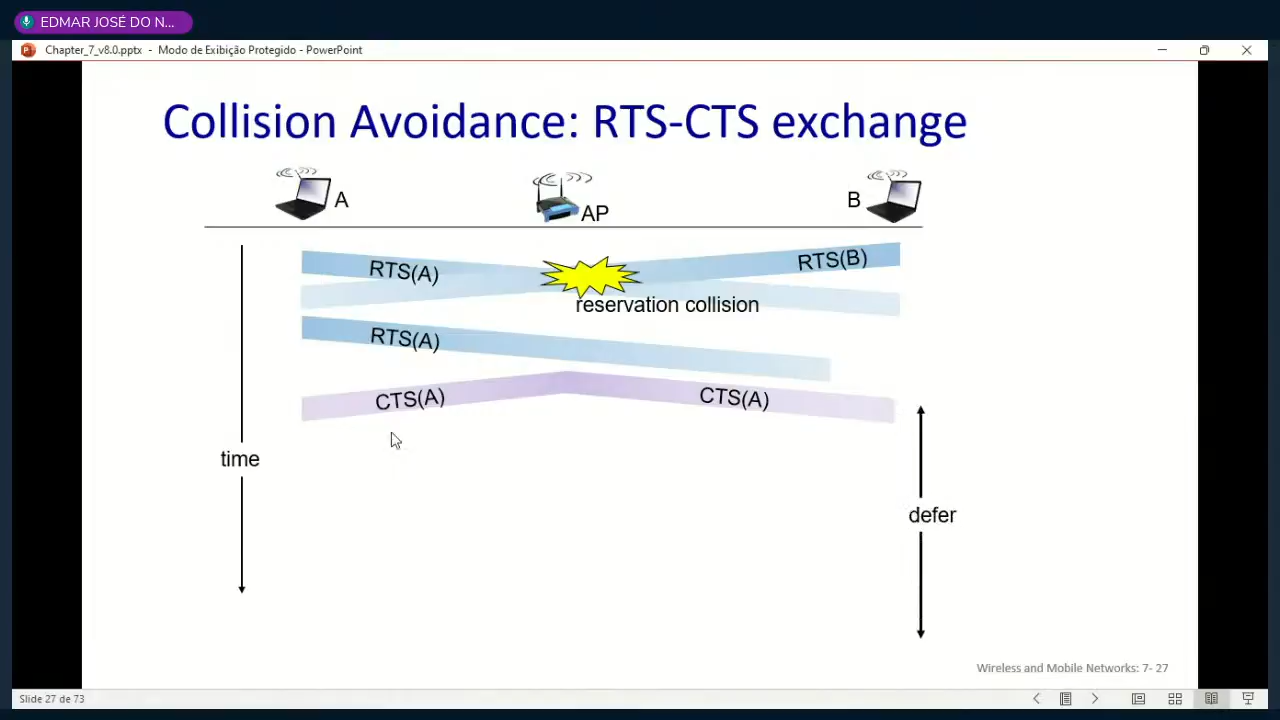 EDMAR JOSÉ DO N...
Chapter_7_v8.0.pptx - Modo de Exibição Protegido - PowerPoint
Collision Avoidance: RTS-CTS exchange
A
AP
B
RTS(A)
RTS(B)
reservation collision
RTS(A)
CTS(A)
CTS(A)
time
defer
Wireless and Mobile Networks: 7- 27
Slide 27 de 73